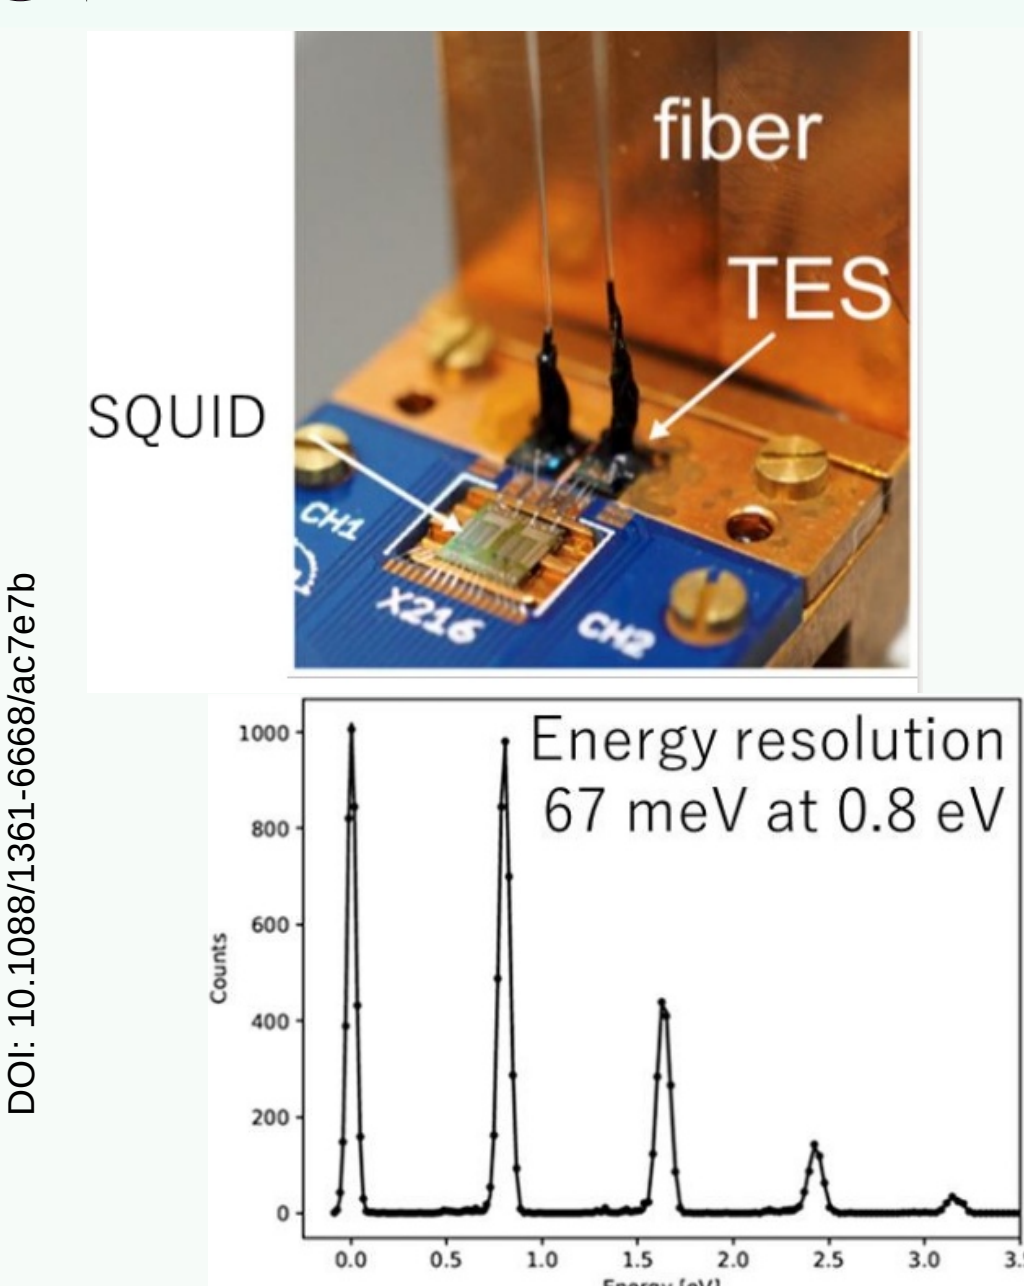 fiber
TES
SQUID
CH1
X216
CH2
DOI: 10.1088/1361-6668/ac7e7b
Energy resolution
67 meV at 0.8 eV
1000
800
600
400
200
0
Counts
0.0 0.5 1.0 1.5 2.0 2.5 3.0
Energy [eV]